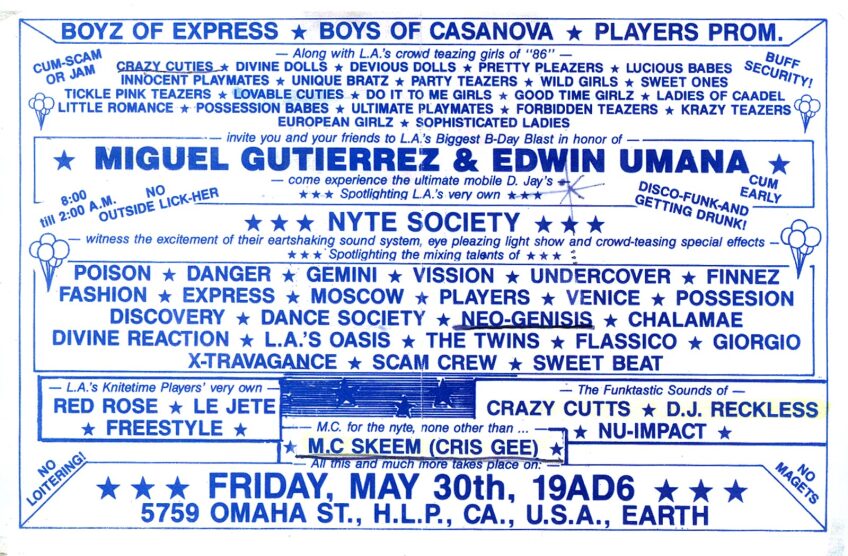 BOYZ OF EXPRESS ★ BOYS OF CASANOVA ★ PLAYERS PROM.
— Along with L.A.'s crowd teazing girls of "86" —
CUM-SCAM
OR JAM
BUFF
SECURITY!
CRAZY CUTIES ★ DIVINE DOLLS ★ DEVIOUS DOLLS ★ PRETTY PLEAZERS ★ LUCIOUS BABES
INNOCENT PLAYMATES ★ UNIQUE BRATZ ★ PARTY TEAZERS ★ WILD GIRLS ★ SWEET ONES
TICKLE PINK TEAZERS ★ LOVABLE CUTIES ★ DO IT TO ME GIRLS ★ GOOD TIME GIRLZ ★ LADIES OF CAADEL
LITTLE ROMANCE ★ POSSESSION BABES ★ ULTIMATE PLAYMATES ★ FORBIDDEN TEAZERS ★ KRAZY TEAZERS
EUROPEAN GIRLZ ★ SOPHISTICATED LADIES
— invite you and your friends to L.A.'s Biggest B-Day Blast in honor of —
★ MIGUEL GUTIERREZ & EDWIN UMANA ★
— come experience the ultimate mobile D. Jay's —
★ ★ ★ Spotlighting L.A.'s very own ★ ★ ★
8:00
till 2:00 A.M.
NO
OUTSIDE LICK-HER
DISCO-FUNK-AND
GETTING DRUNK!
CUM
EARLY
★ ★ ★ NYTE SOCIETY ★ ★ ★
— witness the excitement of their eartshaking sound system, eye pleazing light show and crowd-teasing special effects —
★ ★ ★ Spotlighting the mixing talents of ★ ★ ★
POISON ★ DANGER ★ GEMINI ★ VISSION ★ UNDERCOVER ★ FINNEZ
FASHION ★ EXPRESS ★ MOSCOW ★ PLAYERS ★ VENICE ★ POSSESION
DISCOVERY ★ DANCE SOCIETY ★ NEO-GENISIS ★ CHALAMAE
DIVINE REACTION ★ L.A.'S OASIS ★ THE TWINS ★ FLASSICO ★ GIORGIO
X-TRAVAGANCE ★ SCAM CREW ★ SWEET BEAT
— L.A.'s Knitetime Players' very own —
RED ROSE ★ LE JETE
★ FREESTYLE ★
— The Funktastic Sounds of —
CRAZY CUTTS ★ D.J. RECKLESS
★ NU-IMPACT ★
— M.C. for the nyte, none other than ... —
★ M.C SKEEM (CRIS GEE) ★
— All this and much more takes place on: —
NO
LOITERING!
NO
MAGETS
★ ★ ★ FRIDAY, MAY 30th, 19AD6 ★ ★ ★
5759 OMAHA ST., H.L.P., CA., U.S.A., EARTH